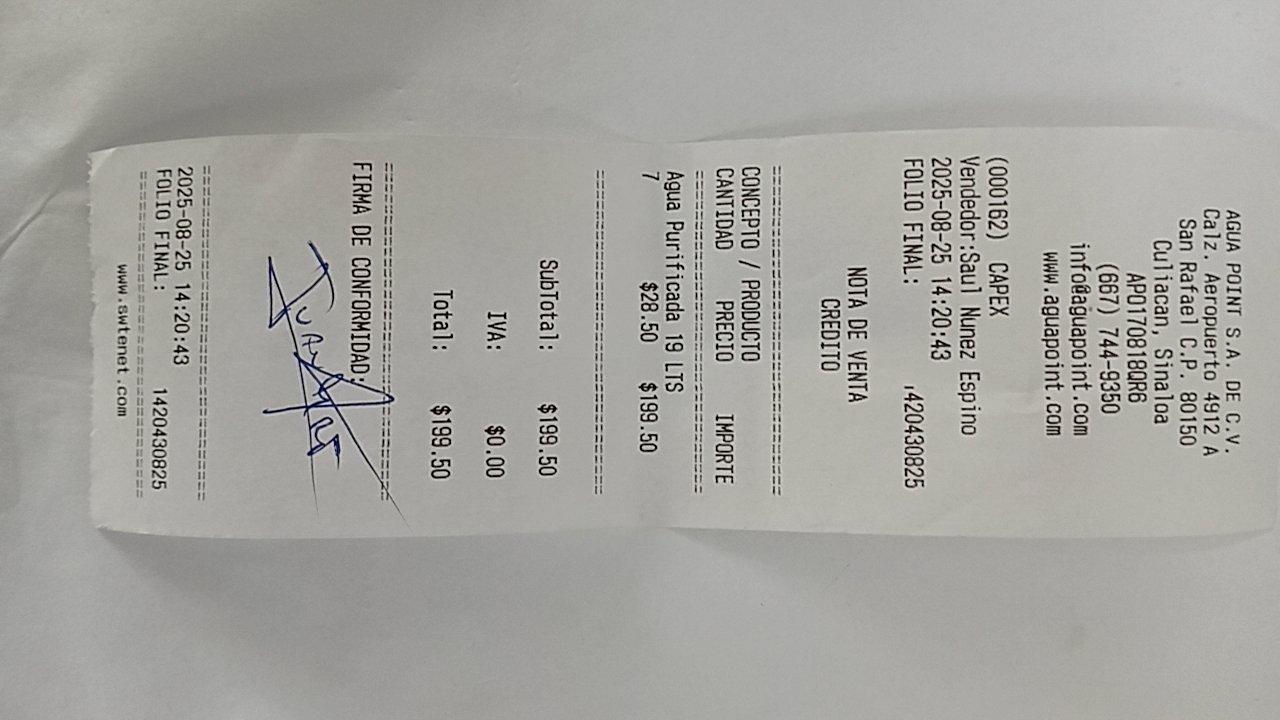 AGUA POINT S.A. DE C.V.
Calz. Aeropuerto 4912 A
San Rafael C.P. 80150
Culiacan, Sinaloa
APO170818QR6
(667) 744-9350
info@aguapoint.com
www.aguapoint.com
(000162) CAPEX
Vendedor:Saul Nunez Espino
2025-08-25 14:20:43
FOLIO FINAL: 1420430825
NOTA DE VENTA
CREDITO
================================
CONCEPTO / PRODUCTO
CANTIDAD PRECIO IMPORTE
================================
Agua Purificada 19 LTS
7 $28.50 $199.50
================================
SubTotal: $199.50
IVA: $0.00
Total: $199.50
================================
FIRMA DE CONFORMIDAD:
================================
2025-08-25 14:20:43
FOLIO FINAL: 1420430825
================================
www.swtenet.com